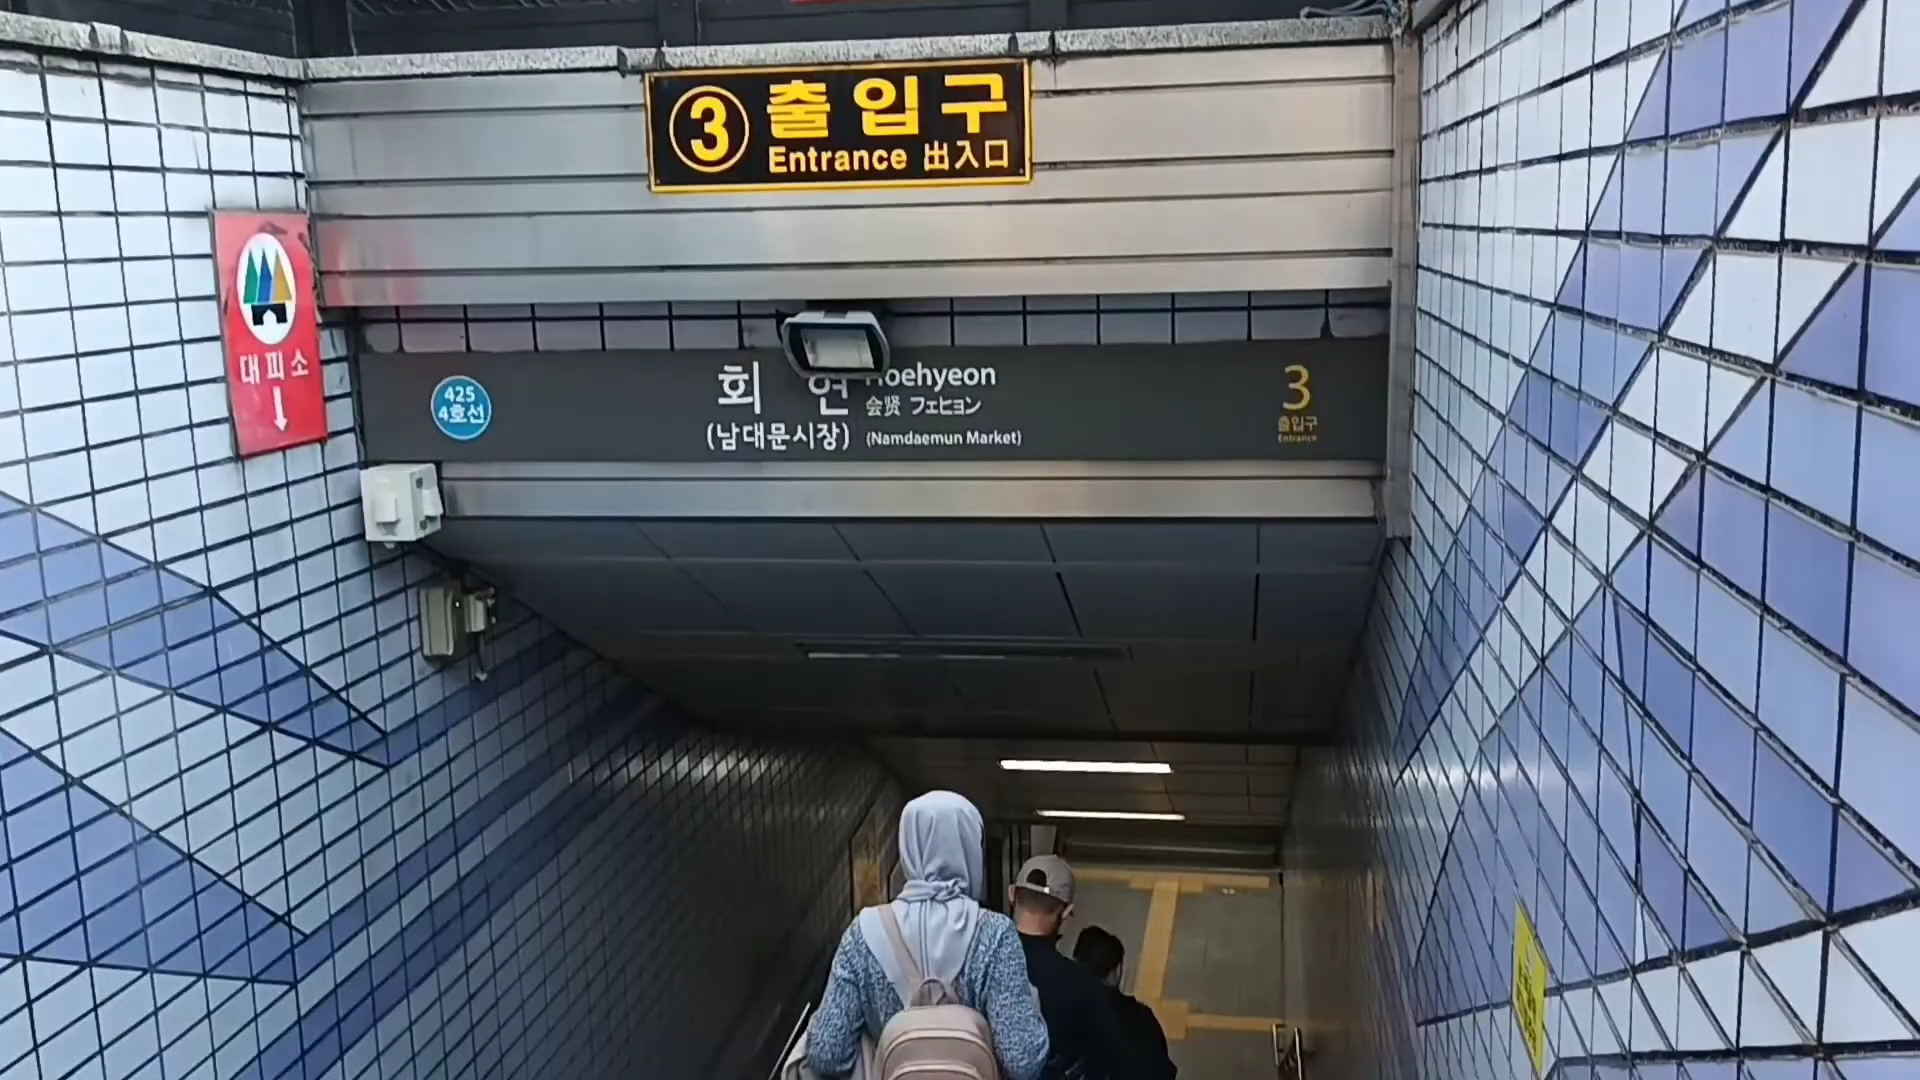 3 출입구
Entrance 出入口
대피소
425
4호선
회현 Hoehyeon
会贤 フェヒョン
(남대문시장) (Namdaemun Market)
3
출입구
Entrance